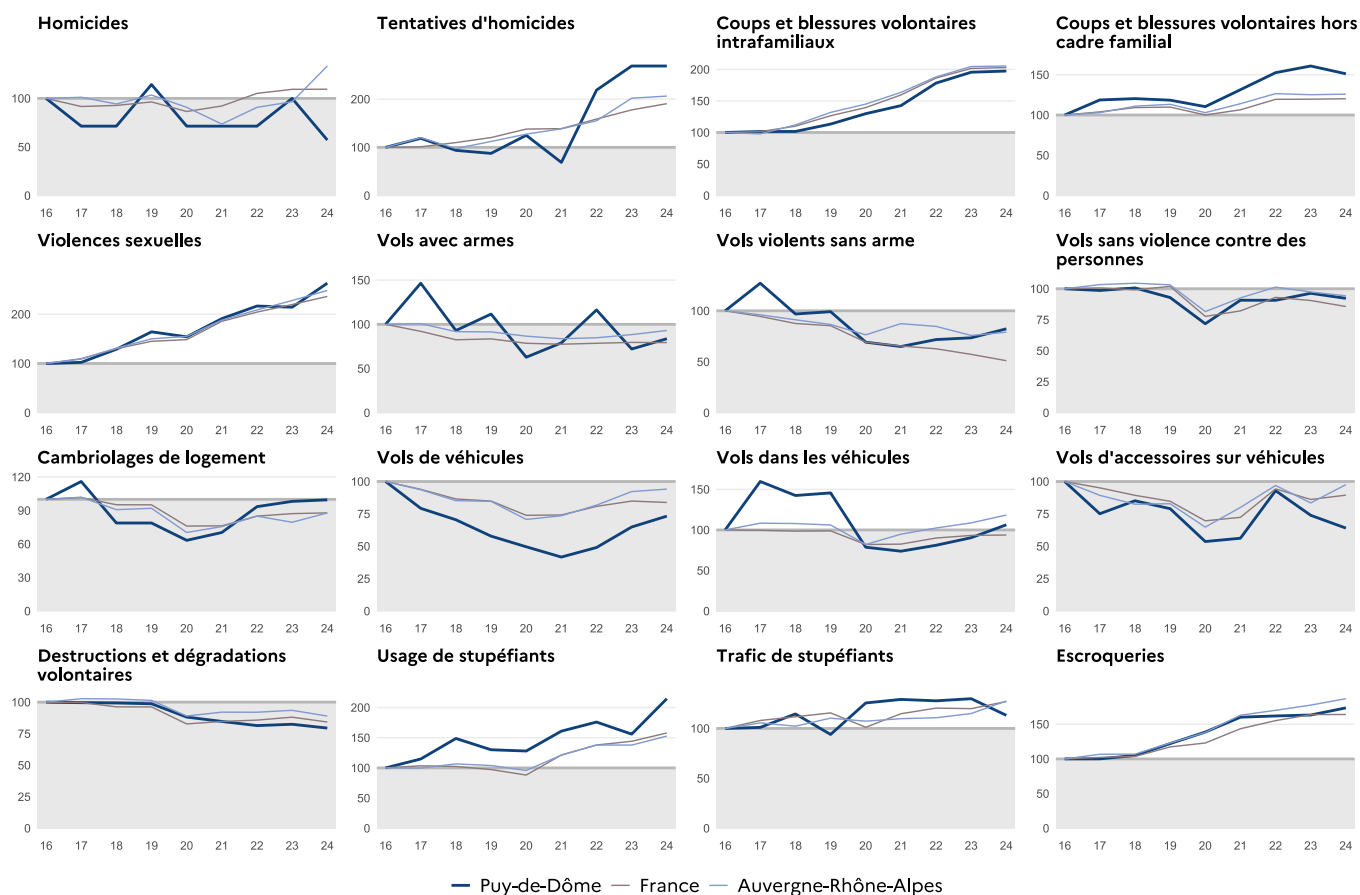 Homicides
100
50
0
16 17 18 19 20 21 22 23 24
Tentatives d'homicides
200
100
0
16 17 18 19 20 21 22 23 24
Coups et blessures volontaires
intrafamiliaux
200
150
100
50
0
16 17 18 19 20 21 22 23 24
Coups et blessures volontaires hors
cadre familial
150
100
50
0
16 17 18 19 20 21 22 23 24
Violences sexuelles
200
100
0
16 17 18 19 20 21 22 23 24
Vols avec armes
150
100
50
0
16 17 18 19 20 21 22 23 24
Vols violents sans arme
100
50
0
16 17 18 19 20 21 22 23 24
Vols sans violence contre des
personnes
100
75
50
25
0
16 17 18 19 20 21 22 23 24
Cambriolages de logement
120
90
60
30
0
16 17 18 19 20 21 22 23 24
Vols de véhicules
100
75
50
25
0
16 17 18 19 20 21 22 23 24
Vols dans les véhicules
150
100
50
0
16 17 18 19 20 21 22 23 24
Vols d'accessoires sur véhicules
100
75
50
25
0
16 17 18 19 20 21 22 23 24
Destructions et dégradations
volontaires
100
75
50
25
0
16 17 18 19 20 21 22 23 24
Usage de stupéfiants
200
150
100
50
0
16 17 18 19 20 21 22 23 24
Trafic de stupéfiants
100
50
0
16 17 18 19 20 21 22 23 24
Escroqueries
150
100
50
0
16 17 18 19 20 21 22 23 24
Puy-de-Dôme France Auvergne-Rhône-Alpes